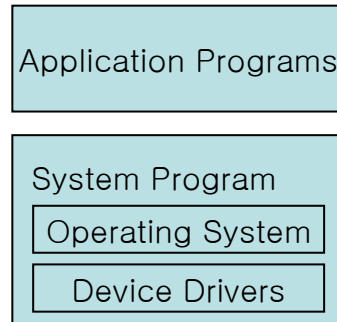 Application Programs
System Program
Operating System
Device Drivers